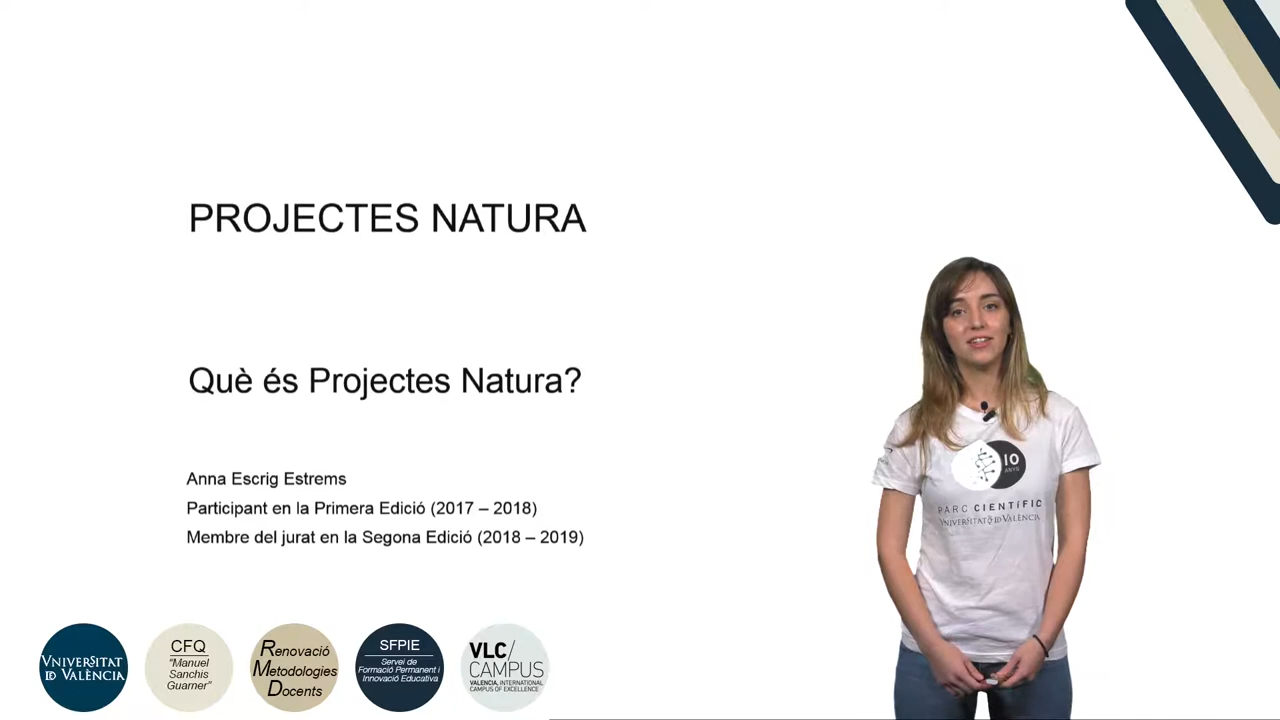 PROJECTES NATURA
Què és Projectes Natura?
Anna Escrig Estrems
Participant en la Primera Edició (2017 – 2018)
Membre del jurat en la Segona Edició (2018 – 2019)
10
ANYS
PARC CIENTÍFIC
VNIVERSITATQ ID VALÈNCIA
VNIVERSITAT
ID VALÈNCIA
CFQ
"Manuel
Sanchis
Guarner"
Renovació
Metodologies
Docents
SFPIE
Servei de
Formació Permanent i
Innovació Educativa
VLC/
CAMPUS
VALENCIA, INTERNATIONAL
CAMPUS OF EXCELLENCE